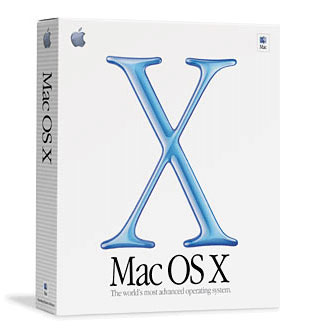 Mac
X
Mac OS X
The world's most advanced operating system.
Mac OS X